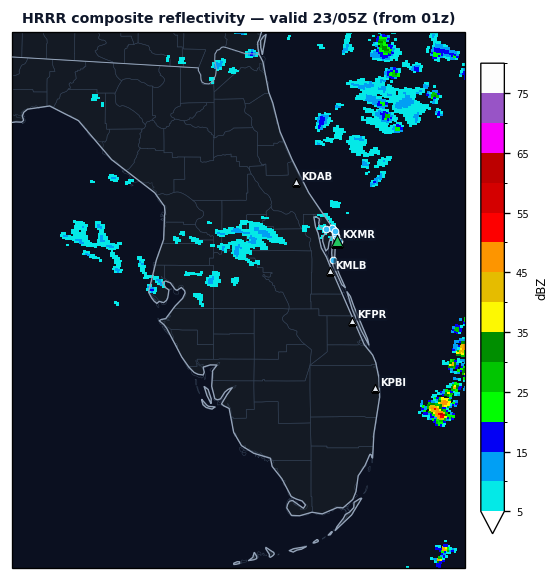 HRRR composite reflectivity — valid 23/05Z (from 01z)
KDAB
KXMR
KMLB
KFPR
KPBI
75
65
55
45
35
25
15
5
dBZ